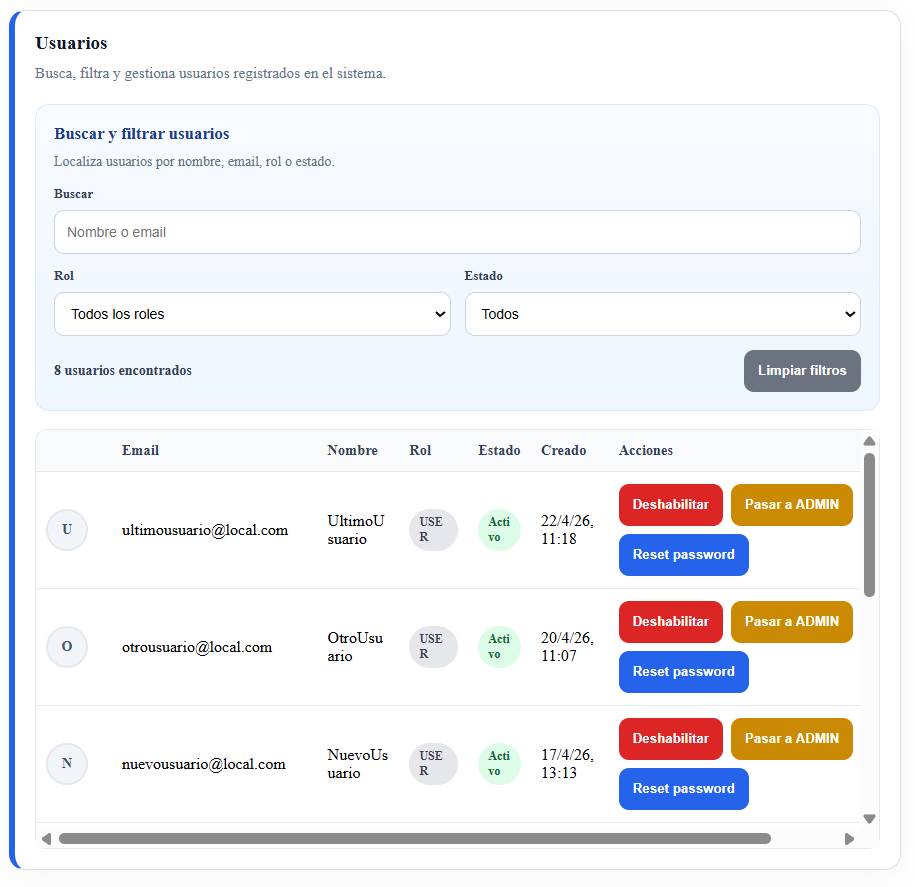 Usuarios
Busca, filtra y gestiona usuarios registrados en el sistema.
Buscar y filtrar usuarios
Localiza usuarios por nombre, email, rol o estado.
Buscar
Nombre o email
Rol Estado
Todos los roles Todos
8 usuarios encontrados Limpiar filtros
Email Nombre Rol Estado Creado Acciones
U
ultimousuario@local.com
UltimoU
suario
USE
R
Acti
vo
22/4/26,
11:18
Deshabilitar Pasar a ADMIN
Reset password
O
otrousuario@local.com
OtroUsu
ario
USE
R
Acti
vo
20/4/26,
11:07
Deshabilitar Pasar a ADMIN
Reset password
N
nuevousuario@local.com
NuevoUs
uario
USE
R
Acti
vo
17/4/26,
13:13
Deshabilitar Pasar a ADMIN
Reset password